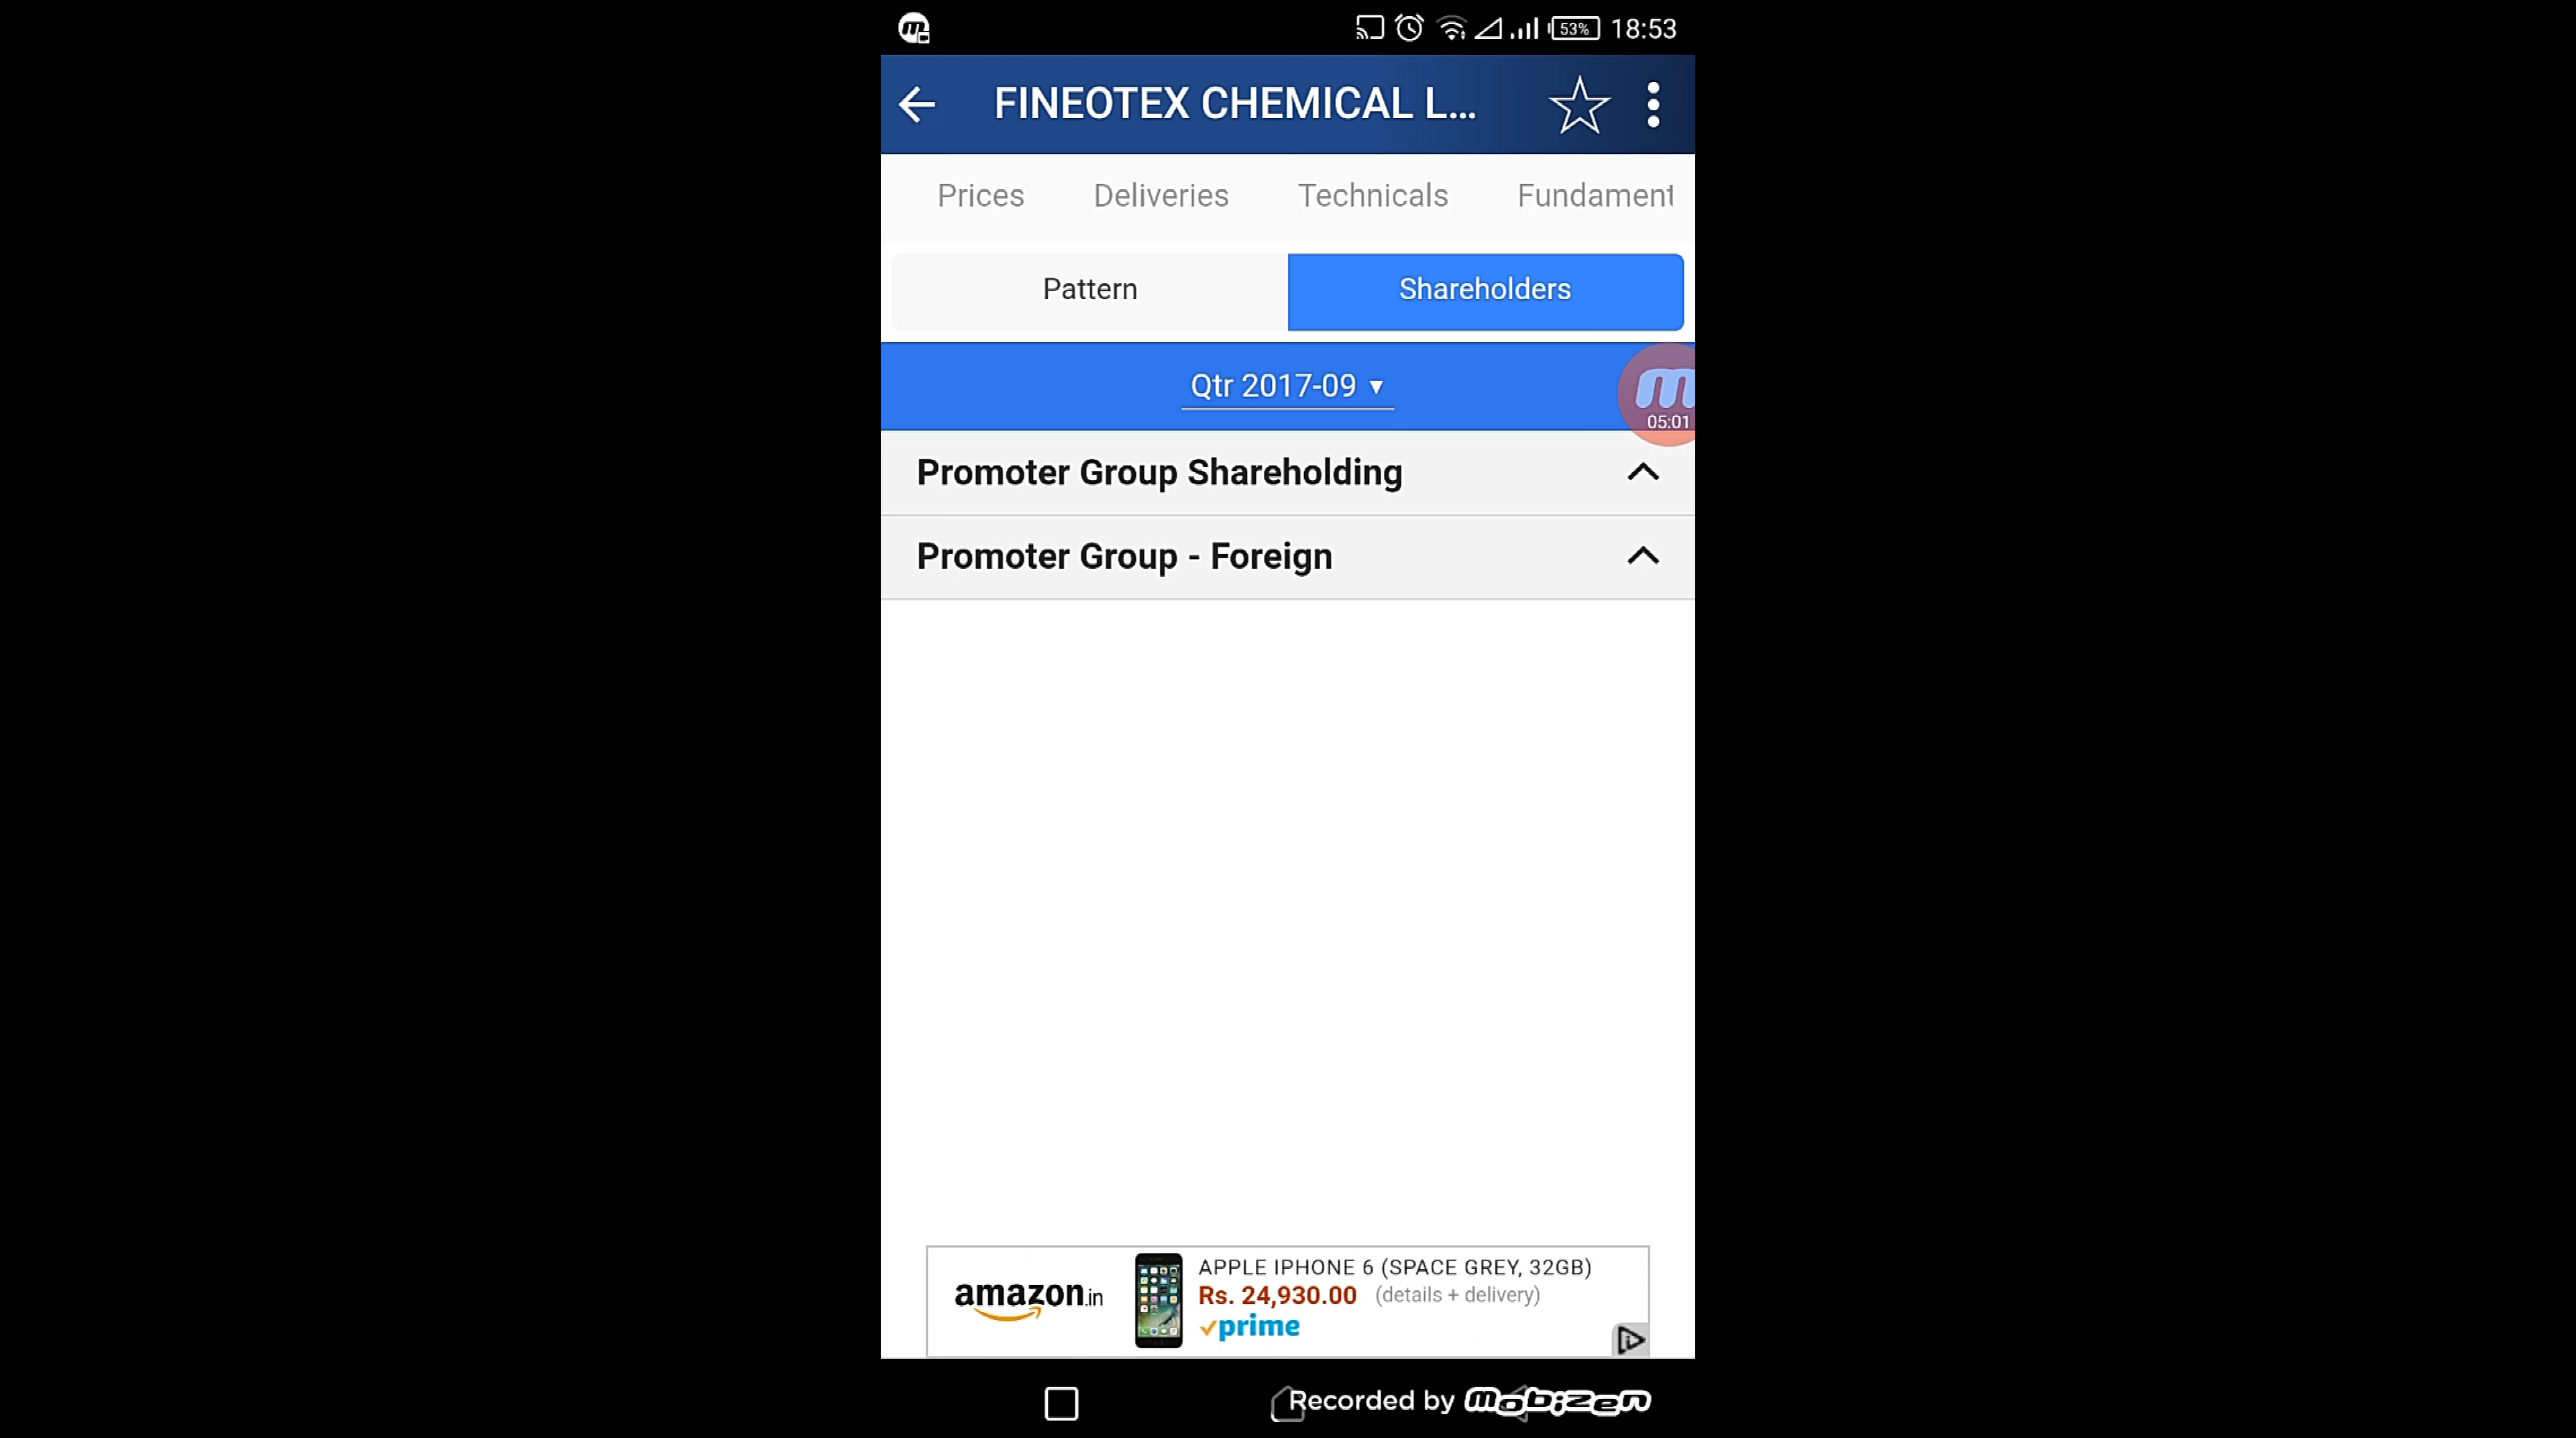 53% 18:53
FINEOTEX CHEMICAL L...
Prices Deliveries Technicals Fundament
Pattern Shareholders
Qtr 2017-09
m
05:01
Promoter Group Shareholding
Promoter Group - Foreign
amazon.in
APPLE IPHONE 6 (SPACE GREY, 32GB)
Rs. 24,930.00 (details + delivery)
prime
Recorded by mobizen